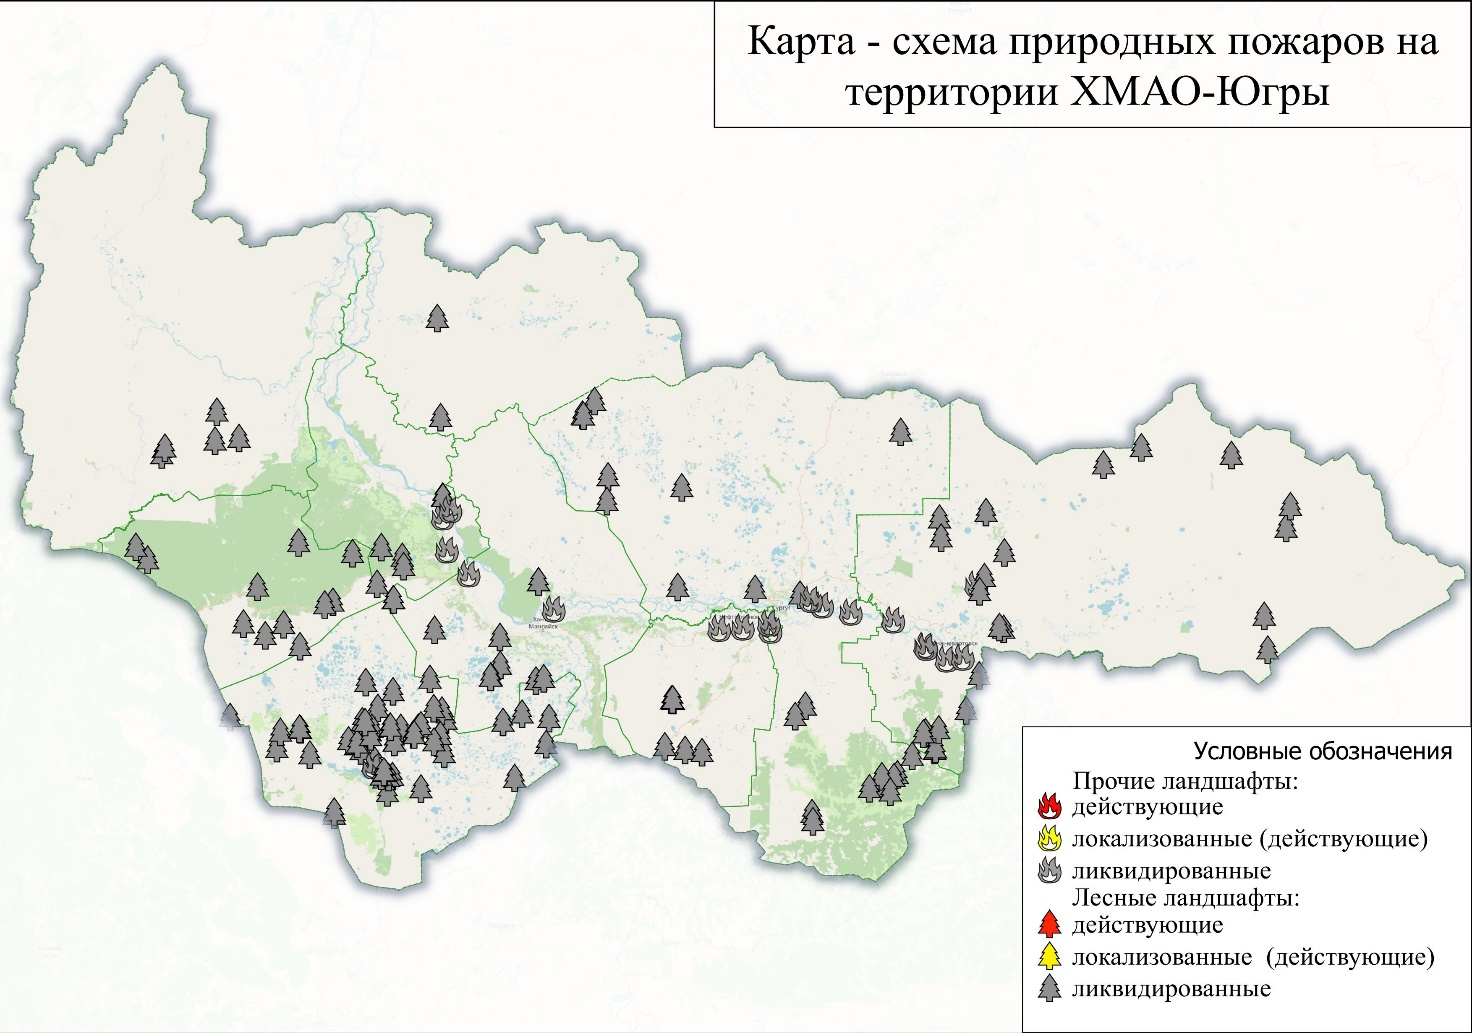 Карта - схема природных пожаров на
территории ХМАО-Югры
Мансийск
Условные обозначения
Прочие ландшафты:
действующие
локализованные (действующие)
ликвидированные
Лесные ландшафты:
действующие
локализованные (действующие)
ликвидированные